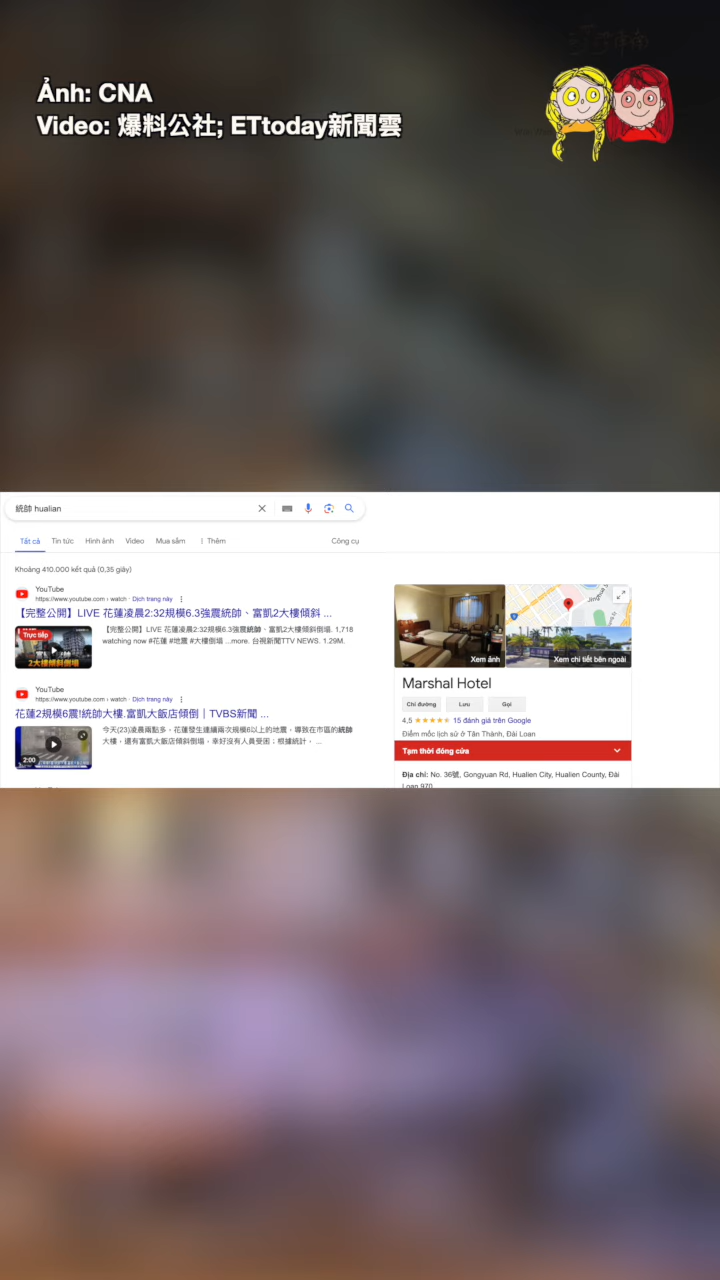 Ảnh: CNA
Video: 爆料公社; ETtoday新聞雲
統帥 hualian
Tất cả Tin tức Hình ảnh Video Mua sắm Thêm Công cụ
Khoảng 410.000 kết quả (0,35 giây)
YouTube
https://www.youtube.com › watch · Dịch trang này
【完整公開】LIVE 花蓮凌晨2:32規模6.3強震統帥、富凱2大樓傾斜 ...
Trực tiếp
2大樓傾斜倒塌
【完整公開】LIVE 花蓮凌晨2:32規模6.3強震統帥、富凱2大樓傾斜倒塌. 1,718
watching now #花蓮 #地震 #大樓倒塌 ...more. 台視新聞TTV NEWS. 1.29M.
YouTube
https://www.youtube.com › watch · Dịch trang này
花蓮2規模6震!統帥大樓.富凱大飯店傾倒｜TVBS新聞 ...
2:00
今天(23)凌晨兩點多，花蓮發生連續兩次規模6以上的地震，導致在市區的統帥
大樓，還有富凱大飯店傾斜倒塌，幸好沒有人員受困；根據統計， ...
Xem ảnh
Xem chi tiết bên ngoài
Marshal Hotel
Chỉ đường Lưu Gọi
4,5 15 đánh giá trên Google
Điểm mốc lịch sử ở Tân Thành, Đài Loan
Tạm thời đóng cửa
Địa chỉ: No. 36號, Gongyuan Rd, Hualien City, Hualien County, Đài
Loan 970